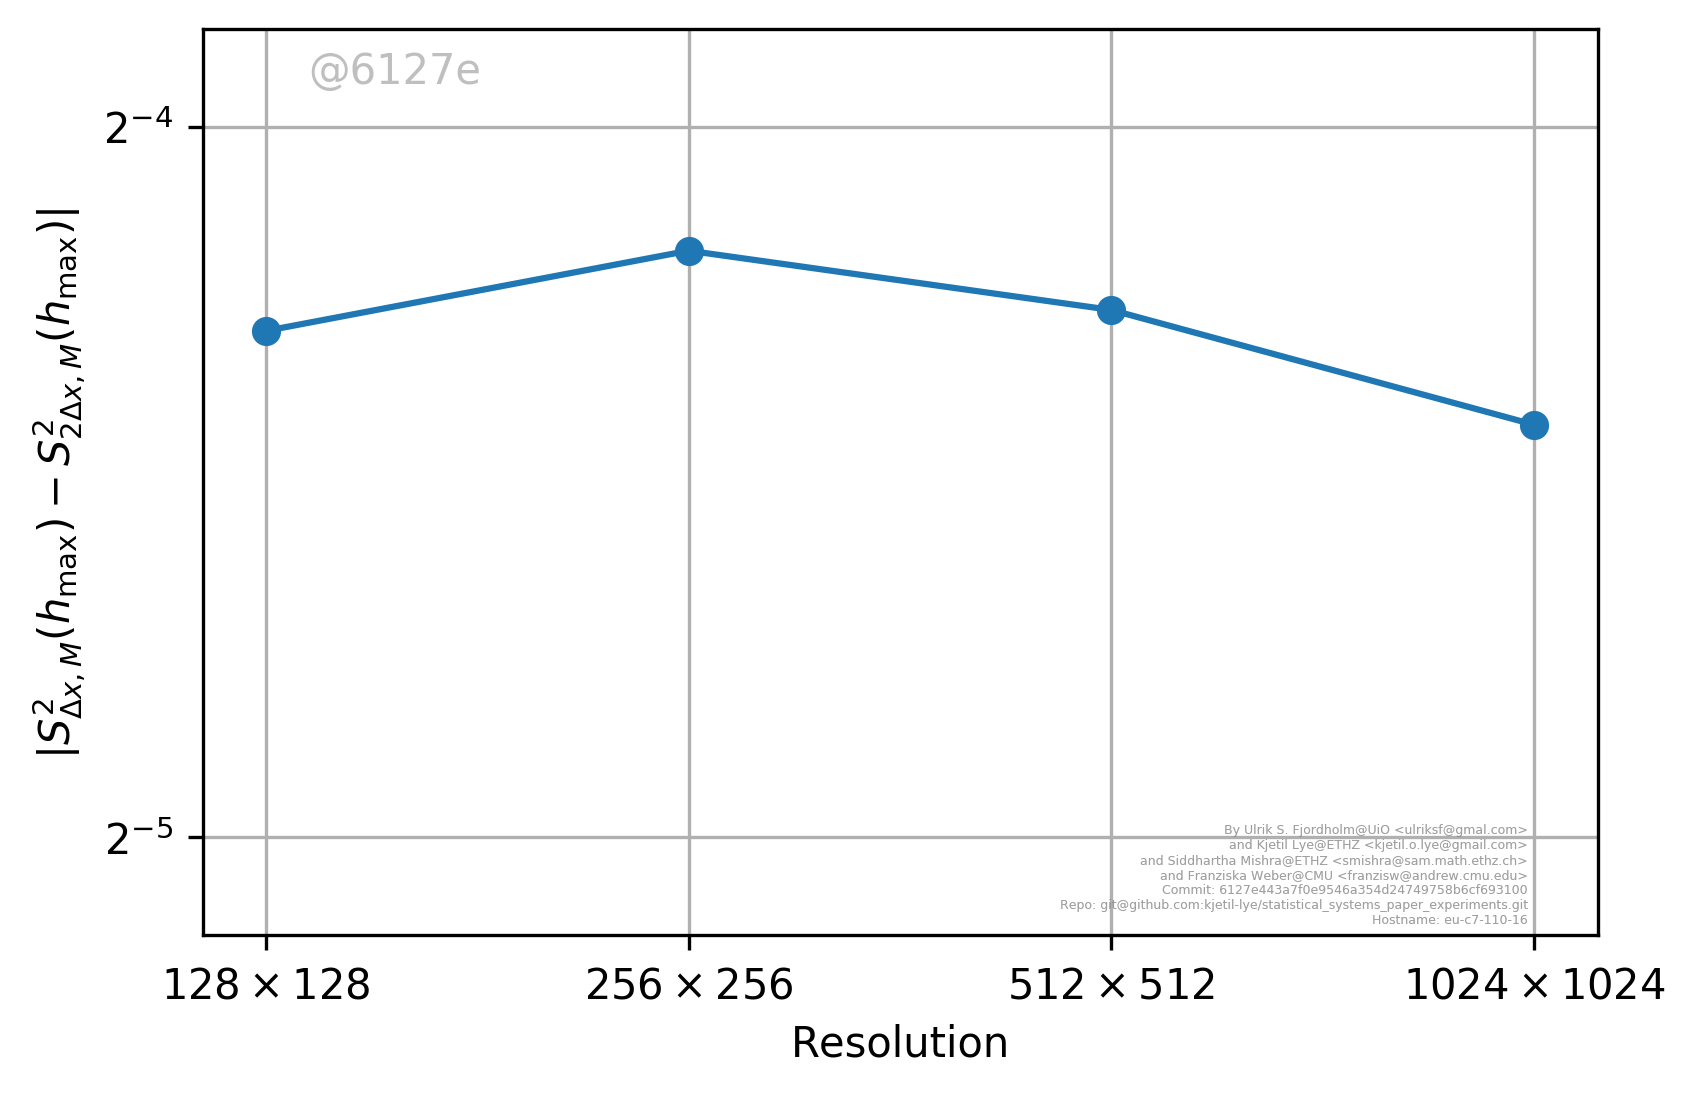 @6127e
2⁻⁴
2⁻⁵
|S²_{Δx,M}(h_max) − S²_{2Δx,M}(h_max)|
By Ulrik S. Fjordholm@UiO <ulriksf@gmal.com>
and Kjetil Lye@ETHZ <kjetil.o.lye@gmail.com>
and Siddhartha Mishra@ETHZ <smishra@sam.math.ethz.ch>
and Franziska Weber@CMU <franzisw@andrew.cmu.edu>
Commit: 6127e443a7f0e9546a354d24749758b6cf693100
Repo: git@github.com:kjetil-lye/statistical_systems_paper_experiments.git
Hostname: eu-c7-110-16
128 × 128 256 × 256 512 × 512 1024 × 1024
Resolution